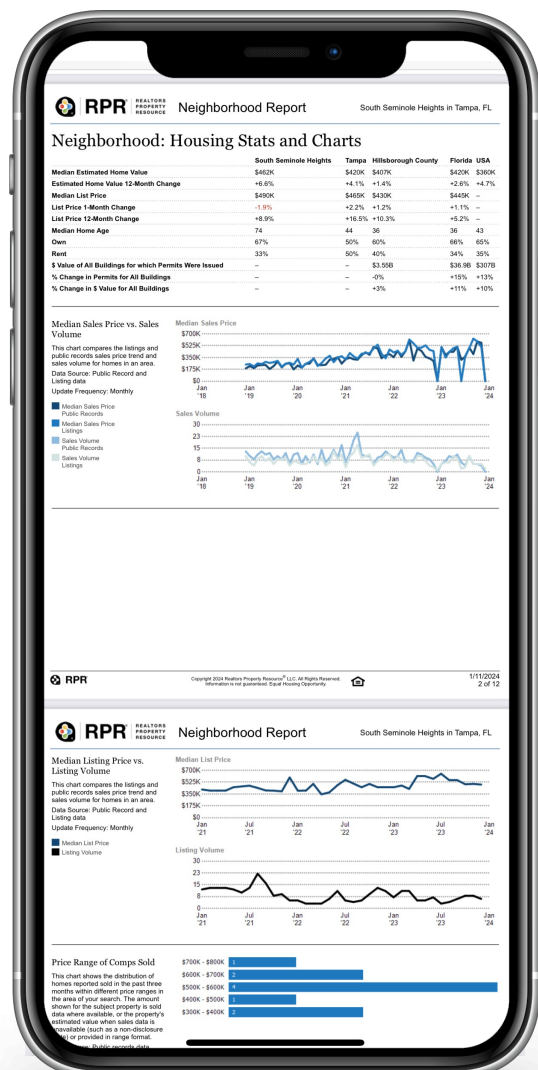 RPR
REALTORS
PROPERTY
RESOURCE
Neighborhood Report
South Seminole Heights in Tampa, FL
Neighborhood: Housing Stats and Charts
South Seminole Heights Tampa Hillsborough County Florida USA
Median Estimated Home Value $462K $420K $407K $420K $360K
Estimated Home Value 12-Month Change +6.6% +4.1% +1.4% +2.6% +4.7%
Median List Price $490K $465K $430K $445K –
List Price 1-Month Change -1.9% +2.2% +1.2% +1.1% –
List Price 12-Month Change +8.9% +16.5% +10.3% +5.2% –
Median Home Age 74 44 36 36 43
Own 67% 50% 60% 66% 65%
Rent 33% 50% 40% 34% 35%
$ Value of All Buildings for which Permits Were Issued – – $3.55B $36.9B $307B
% Change in Permits for All Buildings – – -0% +15% +13%
% Change in $ Value for All Buildings – – +3% +11% +10%
Median Sales Price vs. Sales
Volume
This chart compares the listings and
public records sales price trend and
sales volume for homes in an area.
Data Source: Public Record and
Listing data
Update Frequency: Monthly
Median Sales Price
Public Records
Median Sales Price
Listings
Sales Volume
Public Records
Sales Volume
Listings
Median Sales Price
$700K
$525K
$350K
$175K
$0
Jan Jan Jan Jan Jan Jan Jan
'18 '19 '20 '21 '22 '23 '24
Sales Volume
30
23
15
8
0
Jan Jan Jan Jan Jan Jan Jan
'18 '19 '20 '21 '22 '23 '24
RPR
Copyright 2024 Realtors Property Resource® LLC. All Rights Reserved.
Information is not guaranteed. Equal Housing Opportunity.
1/11/2024
2 of 12
RPR
REALTORS
PROPERTY
RESOURCE
Neighborhood Report
South Seminole Heights in Tampa, FL
Median Listing Price vs.
Listing Volume
This chart compares the listings and
public records sales price trend and
sales volume for homes in an area.
Data Source: Public Record and
Listing data
Update Frequency: Monthly
Median List Price
Listing Volume
Median List Price
$700K
$525K
$350K
$175K
$0
Jan Jul Jan Jul Jan Jul Jan
'21 '21 '22 '22 '23 '23 '24
Listing Volume
30
23
15
8
0
Jan Jul Jan Jul Jan Jul Jan
'21 '21 '22 '22 '23 '23 '24
Price Range of Comps Sold
This chart shows the distribution of
homes reported sold in the past three
months within different price ranges in
the area of your search. The amount
shown for the subject property is sold
data where available, or the property's
estimated value when sales data is
unavailable (such as a non-disclosure
or provided in range format.
Public records data
$700K - $800K 1
$600K - $700K 2
$500K - $600K 4
$400K - $500K 1
$300K - $400K 2